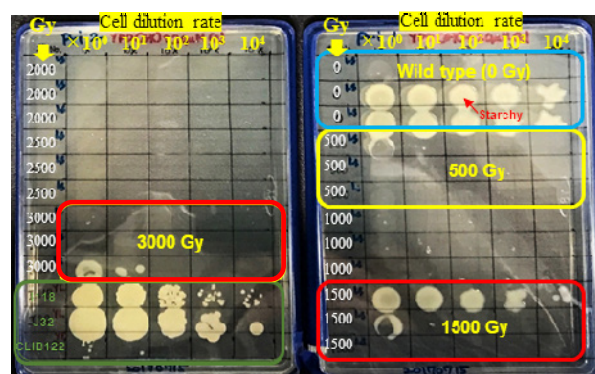 Gy Cell dilution rate
×10⁰ 10¹ 10² 10³ 10⁴
2000
2000
2000
2500
2500
2500
3000
3000 3000 Gy
3000
J32
CLID122
Gy Cell dilution rate
×10⁰ 10¹ 10² 10³ 10⁴
0 Wild type (0 Gy)
0
Starchy
0
500
500 500 Gy
500
1000
1000
1000
1500
1500 1500 Gy
1500